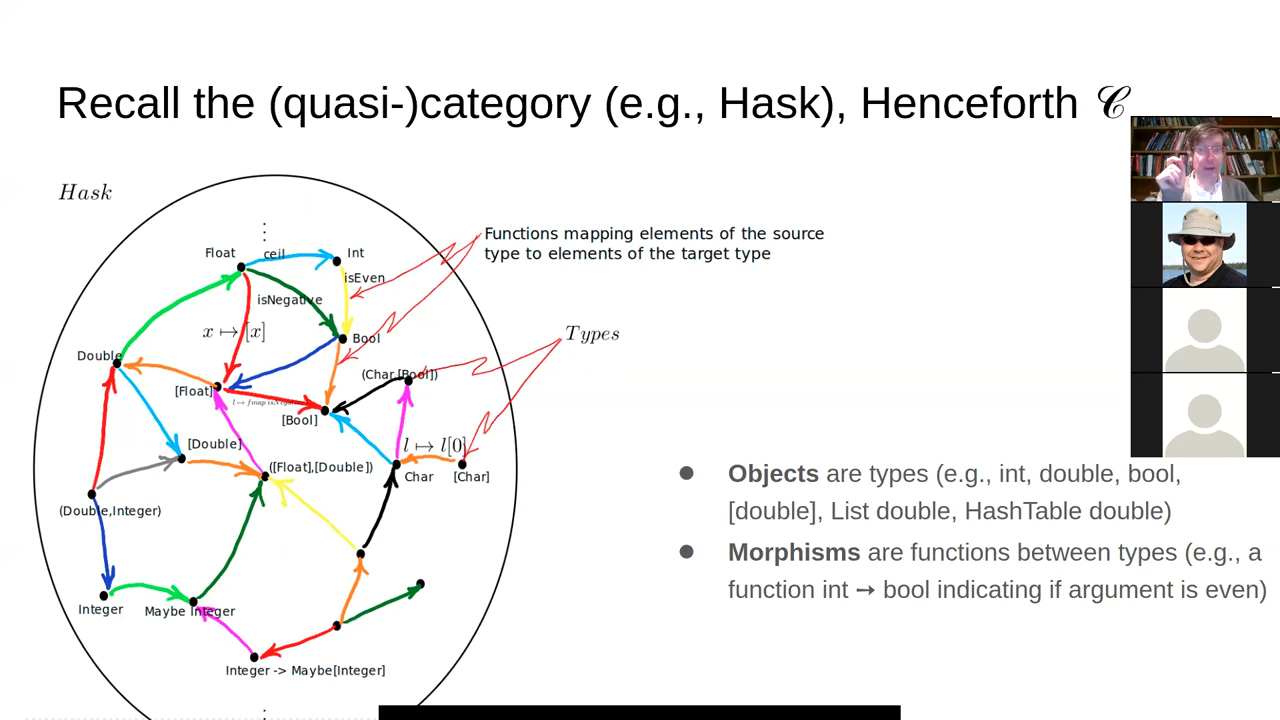 Recall the (quasi-)category (e.g., Hask), Henceforth 𝒞
Hask
Functions mapping elements of the source
type to elements of the target type
Float
ceil
Int
isEven
isNegative
x ↦ [x]
Bool
Types
Double
(Char,[Bool])
[Float]
l ↦ fmap isNegative
[Bool]
[Double]
l ↦ l[0]
([Float],[Double])
Char
[Char]
(Double,Integer)
Integer
Maybe Integer
Integer -> Maybe[Integer]
● Objects are types (e.g., int, double, bool,
[double], List double, HashTable double)
● Morphisms are functions between types (e.g., a
function int → bool indicating if argument is even)